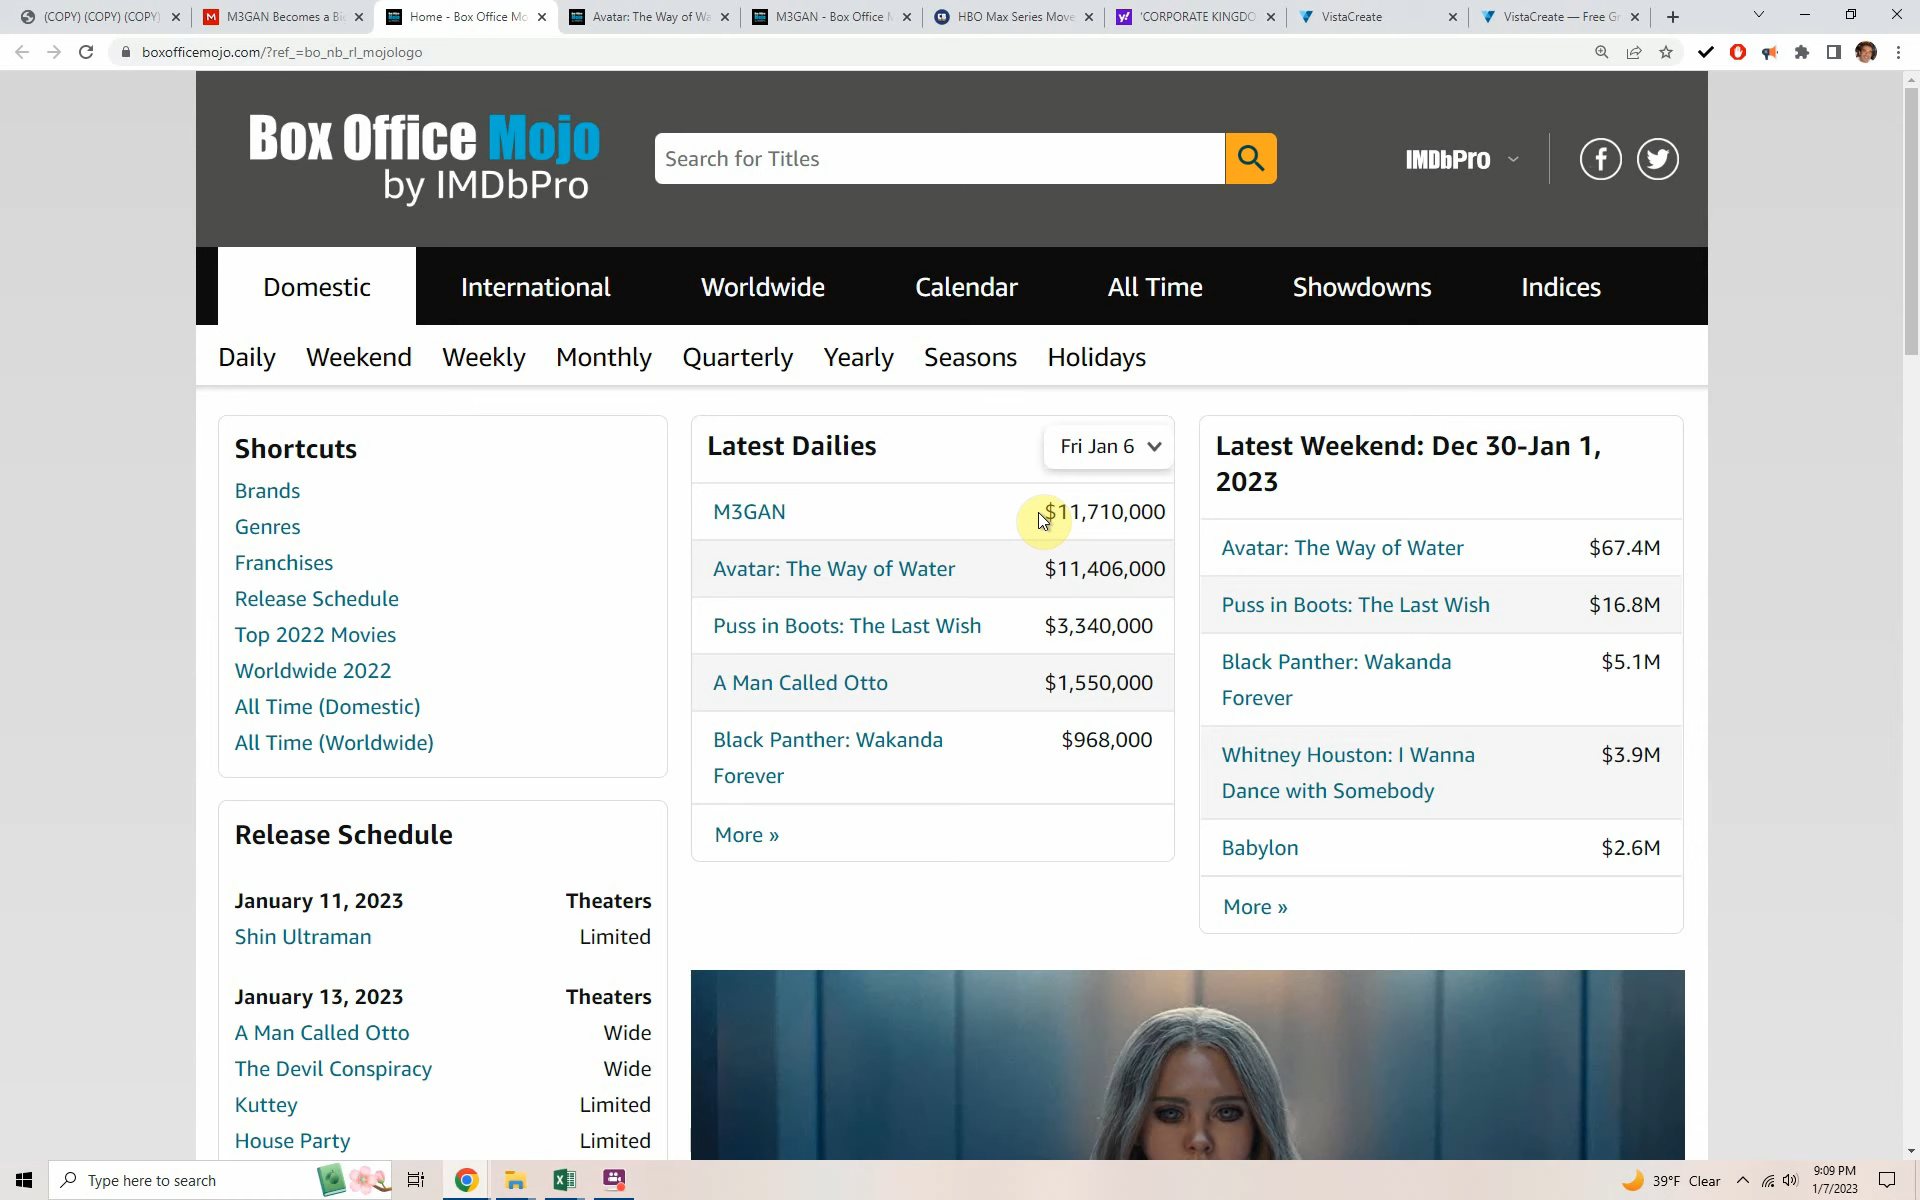 (COPY) (COPY) (COPY)
M3GAN Becomes a Bi
Home - Box Office Mo
Avatar: The Way of Wa
M3GAN - Box Office M
HBO Max Series Move
'CORPORATE KINGDO
VistaCreate
VistaCreate — Free Gr
boxofficemojo.com/?ref_=bo_nb_rl_mojologo
Box Office Mojo
by IMDbPro
Search for Titles
IMDbPro
Domestic
International
Worldwide
Calendar
All Time
Showdowns
Indices
Daily
Weekend
Weekly
Monthly
Quarterly
Yearly
Seasons
Holidays
Shortcuts
Brands
Genres
Franchises
Release Schedule
Top 2022 Movies
Worldwide 2022
All Time (Domestic)
All Time (Worldwide)
Release Schedule
January 11, 2023 Theaters
Shin Ultraman Limited
January 13, 2023 Theaters
A Man Called Otto Wide
The Devil Conspiracy Wide
Kuttey Limited
House Party Limited
Latest Dailies Fri Jan 6
M3GAN $11,710,000
Avatar: The Way of Water $11,406,000
Puss in Boots: The Last Wish $3,340,000
A Man Called Otto $1,550,000
Black Panther: Wakanda $968,000
Forever
More »
Latest Weekend: Dec 30-Jan 1,
2023
Avatar: The Way of Water $67.4M
Puss in Boots: The Last Wish $16.8M
Black Panther: Wakanda $5.1M
Forever
Whitney Houston: I Wanna $3.9M
Dance with Somebody
Babylon $2.6M
More »
Type here to search
39°F Clear
9:09 PM
1/7/2023